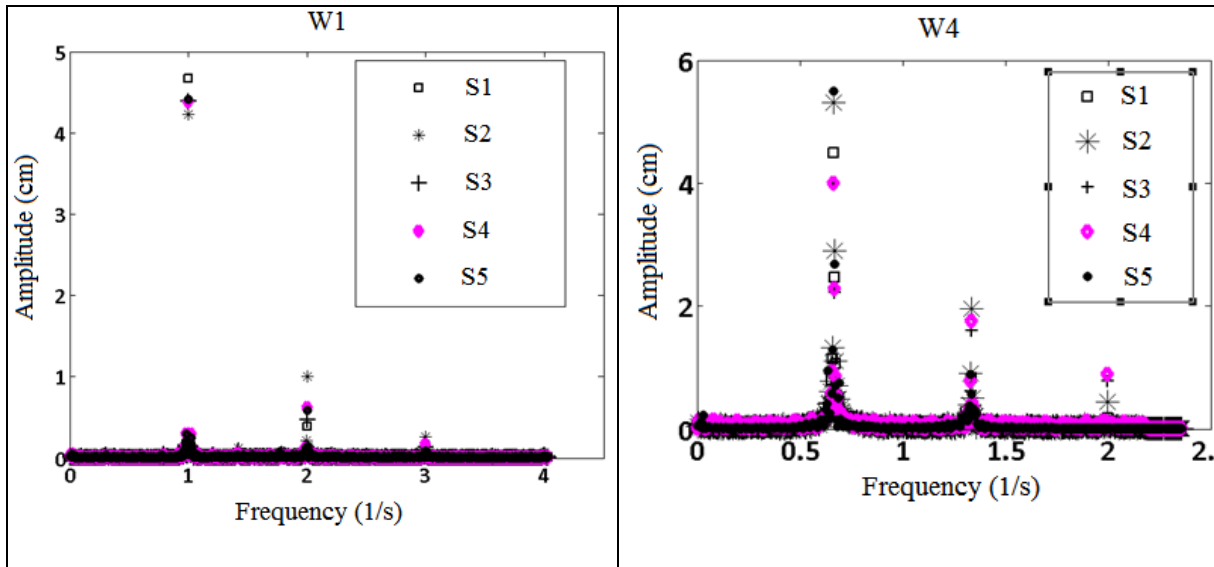 W1
5
4
3
2
1
0
Amplitude (cm)
S1
S2
S3
S4
S5
0 1 2 3 4
Frequency (1/s)
W4
6
4
2
0
Amplitude (cm)
S1
S2
S3
S4
S5
0 0.5 1 1.5 2 2.
Frequency (1/s)